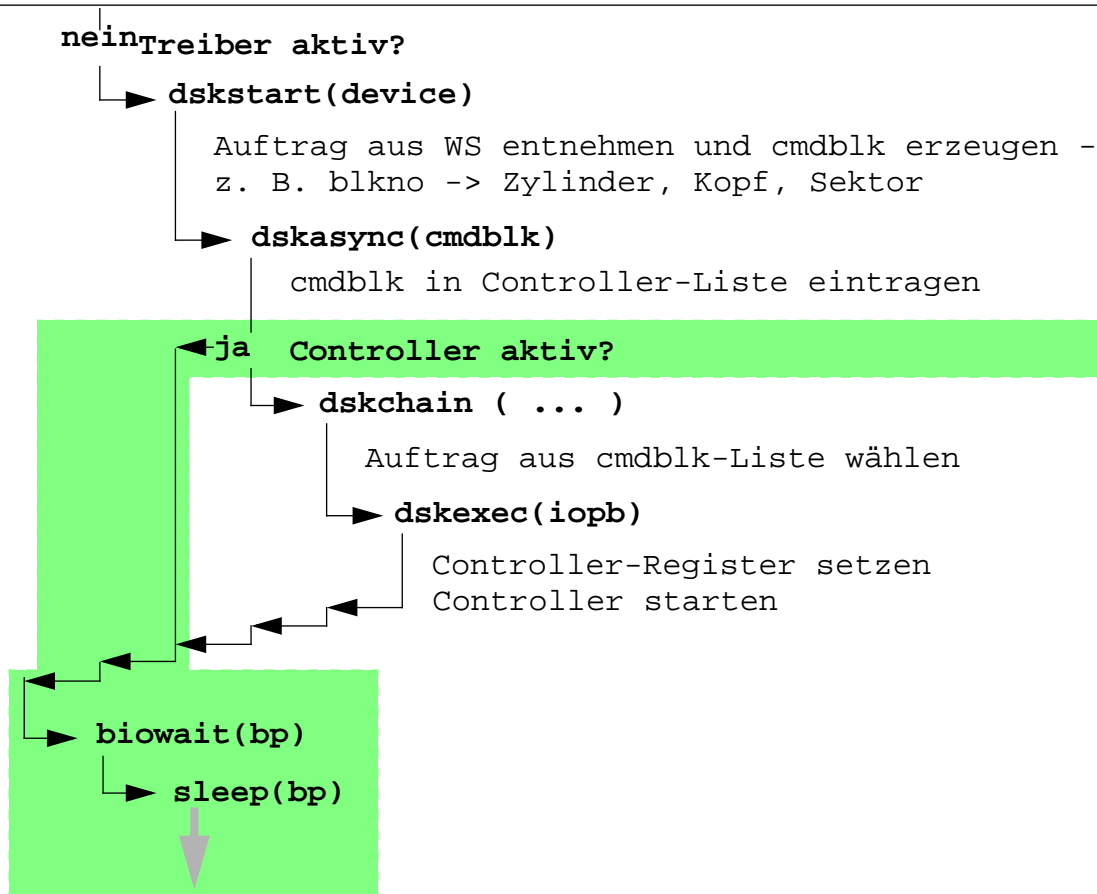 nein Treiber aktiv?
dskstart(device)
Auftrag aus WS entnehmen und cmdblk erzeugen -
z. B. blkno -> Zylinder, Kopf, Sektor
dskasync(cmdblk)
cmdblk in Controller-Liste eintragen
ja Controller aktiv?
dskchain ( ... )
Auftrag aus cmdblk-Liste wählen
dskexec(iopb)
Controller-Register setzen
Controller starten
biowait(bp)
sleep(bp)